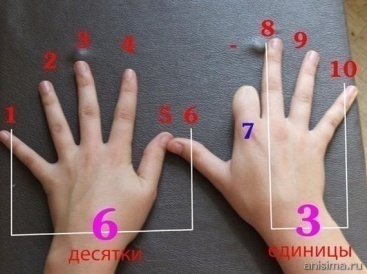 1 2 3 4 5 6 - 8 9 10
7
6 3
десятки единицы
anisima.ru